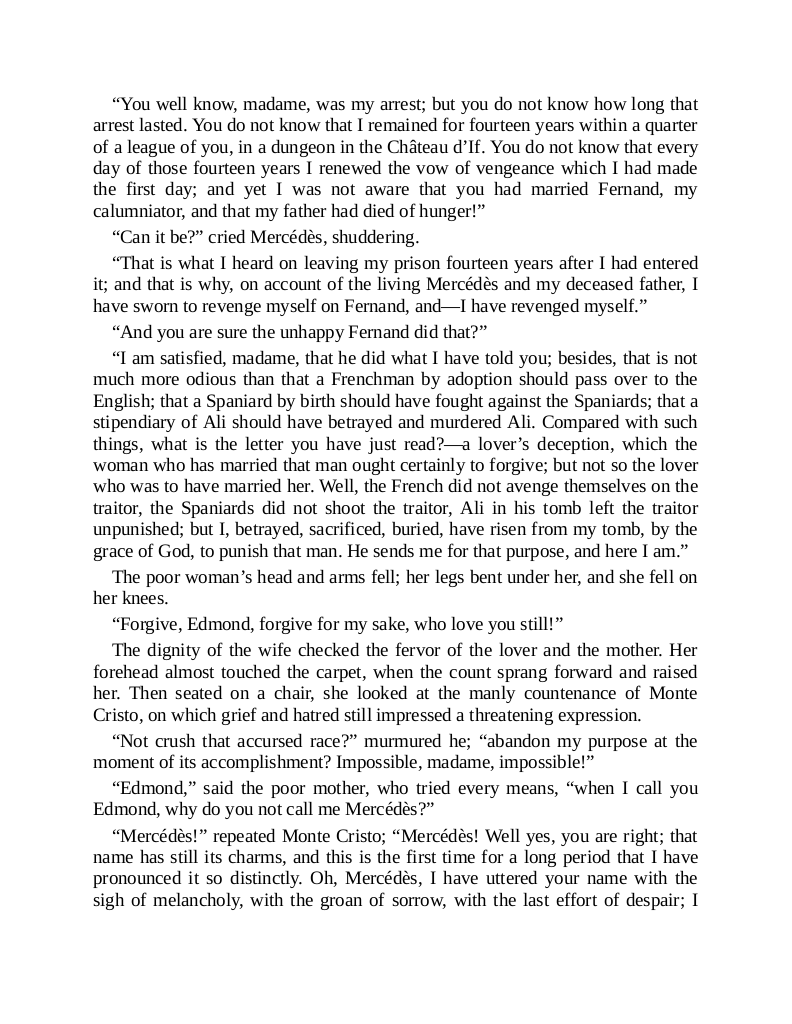 “You well know, madame, was my arrest; but you do not know how long that
arrest lasted. You do not know that I remained for fourteen years within a quarter
of a league of you, in a dungeon in the Château d’If. You do not know that every
day of those fourteen years I renewed the vow of vengeance which I had made
the first day; and yet I was not aware that you had married Fernand, my
calumniator, and that my father had died of hunger!”
“Can it be?” cried Mercédès, shuddering.
“That is what I heard on leaving my prison fourteen years after I had entered
it; and that is why, on account of the living Mercédès and my deceased father, I
have sworn to revenge myself on Fernand, and—I have revenged myself.”
“And you are sure the unhappy Fernand did that?”
“I am satisfied, madame, that he did what I have told you; besides, that is not
much more odious than that a Frenchman by adoption should pass over to the
English; that a Spaniard by birth should have fought against the Spaniards; that a
stipendiary of Ali should have betrayed and murdered Ali. Compared with such
things, what is the letter you have just read?—a lover’s deception, which the
woman who has married that man ought certainly to forgive; but not so the lover
who was to have married her. Well, the French did not avenge themselves on the
traitor, the Spaniards did not shoot the traitor, Ali in his tomb left the traitor
unpunished; but I, betrayed, sacrificed, buried, have risen from my tomb, by the
grace of God, to punish that man. He sends me for that purpose, and here I am.”
The poor woman’s head and arms fell; her legs bent under her, and she fell on
her knees.
“Forgive, Edmond, forgive for my sake, who love you still!”
The dignity of the wife checked the fervor of the lover and the mother. Her
forehead almost touched the carpet, when the count sprang forward and raised
her. Then seated on a chair, she looked at the manly countenance of Monte
Cristo, on which grief and hatred still impressed a threatening expression.
“Not crush that accursed race?” murmured he; “abandon my purpose at the
moment of its accomplishment? Impossible, madame, impossible!”
“Edmond,” said the poor mother, who tried every means, “when I call you
Edmond, why do you not call me Mercédès?”
“Mercédès!” repeated Monte Cristo; “Mercédès! Well yes, you are right; that
name has still its charms, and this is the first time for a long period that I have
pronounced it so distinctly. Oh, Mercédès, I have uttered your name with the
sigh of melancholy, with the groan of sorrow, with the last effort of despair; I